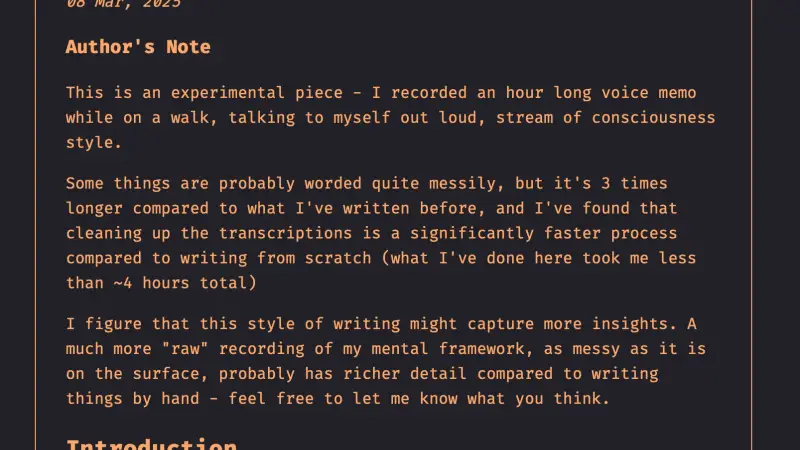 08 Mar, 2025
Author's Note
This is an experimental piece - I recorded an hour long voice memo
while on a walk, talking to myself out loud, stream of consciousness
style.
Some things are probably worded quite messily, but it's 3 times
longer compared to what I've written before, and I've found that
cleaning up the transcriptions is a significantly faster process
compared to writing from scratch (what I've done here took me less
than ~4 hours total)
I figure that this style of writing might capture more insights. A
much more "raw" recording of my mental framework, as messy as it is
on the surface, probably has richer detail compared to writing
things by hand - feel free to let me know what you think.
Introduction